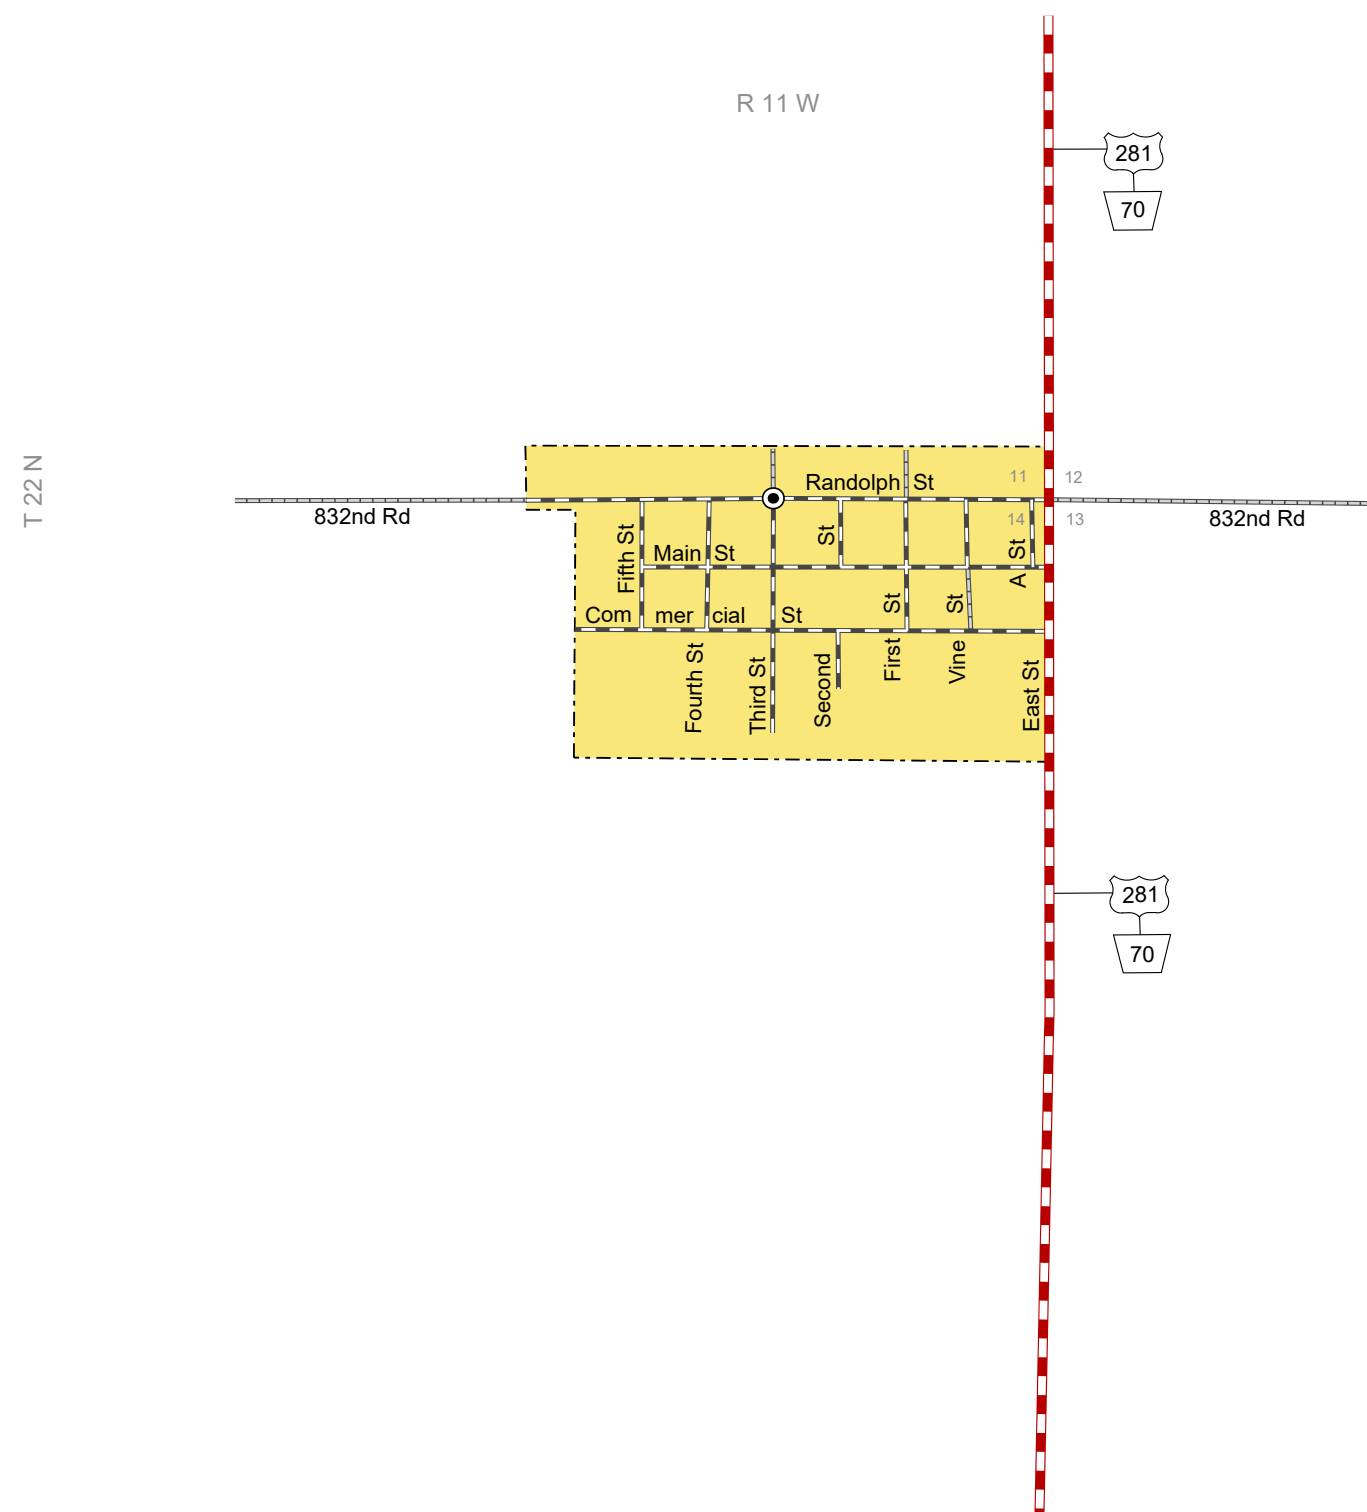 R 11 W
281
70
T 22 N
Randolph St
11
12
832nd Rd
14
13
832nd Rd
Fifth St
Main St
St
A St
Com mer cial St
St
St
Fourth St
Third St
Second
First
Vine
East St
281
70